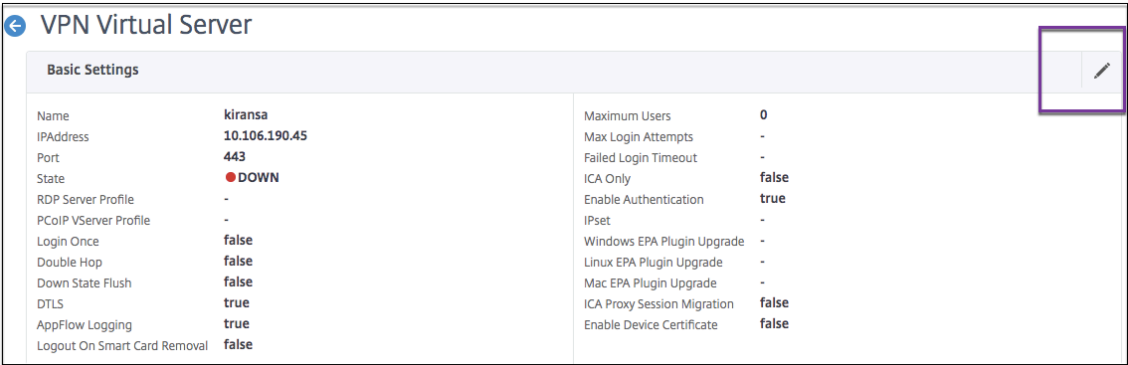 VPN Virtual Server
Basic Settings
Name kiransa
IPAddress 10.106.190.45
Port 443
State DOWN
RDP Server Profile -
PCoIP VServer Profile -
Login Once false
Double Hop false
Down State Flush false
DTLS true
AppFlow Logging true
Logout On Smart Card Removal false
Maximum Users 0
Max Login Attempts -
Failed Login Timeout -
ICA Only false
Enable Authentication true
IPset -
Windows EPA Plugin Upgrade -
Linux EPA Plugin Upgrade -
Mac EPA Plugin Upgrade -
ICA Proxy Session Migration false
Enable Device Certificate false